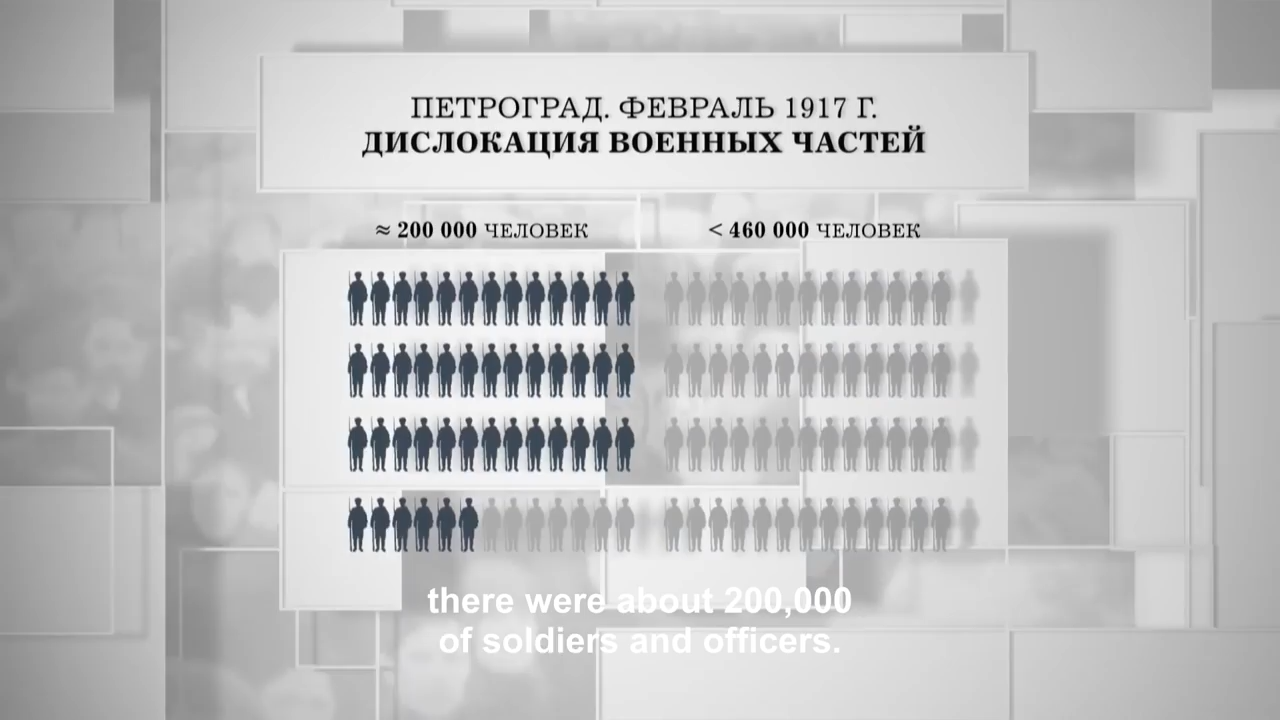 ПЕТРОГРАД. ФЕВРАЛЬ 1917 Г.
ДИСЛОКАЦИЯ ВОЕННЫХ ЧАСТЕЙ
≈ 200 000 ЧЕЛОВЕК
< 460 000 ЧЕЛОВЕК
there were about 200,000
of soldiers and officers.